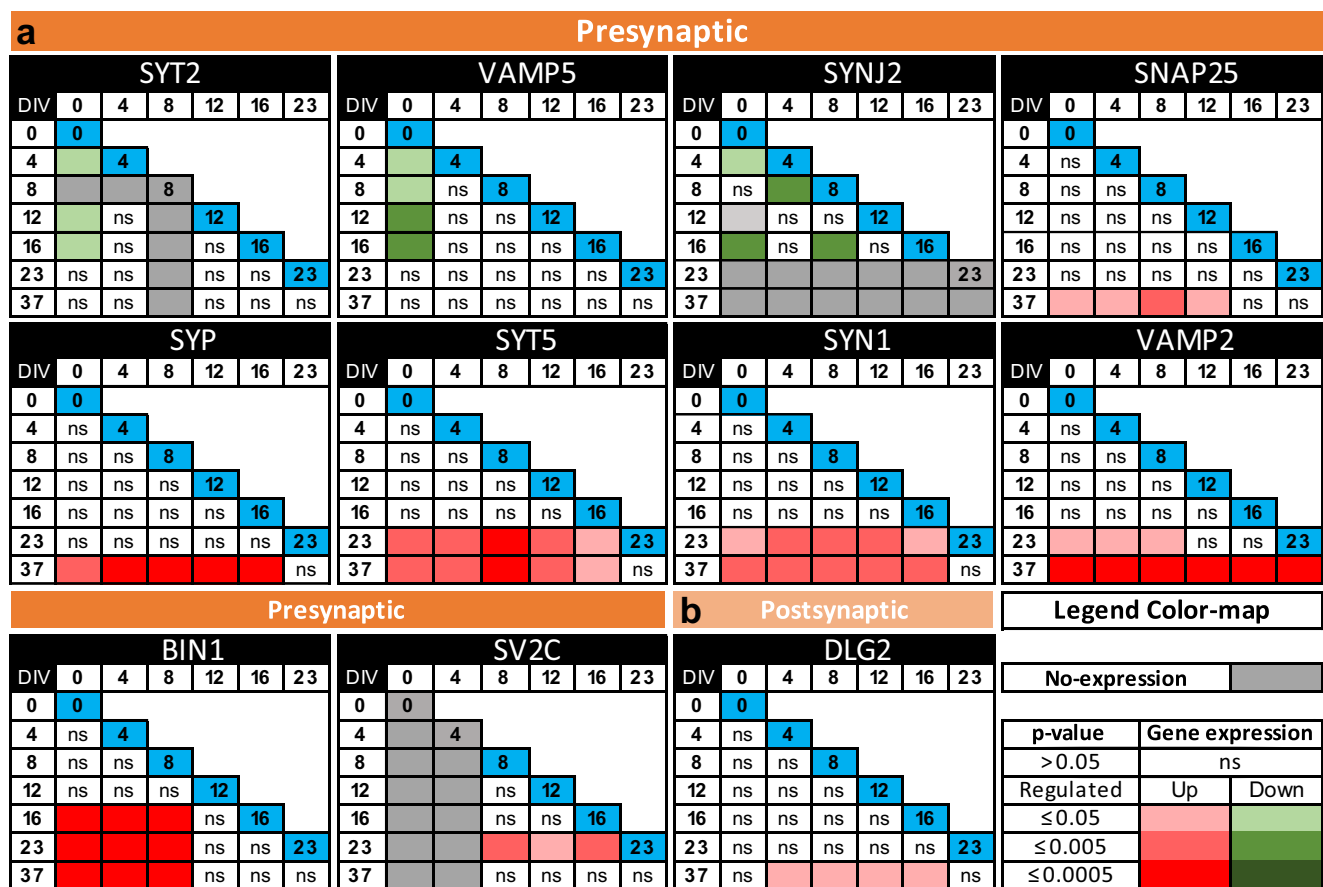 a
Presynaptic
SYT2
DIV 0 4 8 12 16 23
0 0
4 4
8 8
12 ns 12
16 ns ns 16
23 ns ns ns ns 23
37 ns ns ns ns ns
VAMP5
DIV 0 4 8 12 16 23
0 0
4 4
8 ns 8
12 ns ns 12
16 ns ns ns 16
23 ns ns ns ns ns 23
37 ns ns ns ns ns ns
SYNJ2
DIV 0 4 8 12 16 23
0 0
4 4
8 ns 8
12 ns ns 12
16 ns ns 16
23 23
37
SNAP25
DIV 0 4 8 12 16 23
0 0
4 ns 4
8 ns ns 8
12 ns ns ns 12
16 ns ns ns ns 16
23 ns ns ns ns ns 23
37 ns ns
SYP
DIV 0 4 8 12 16 23
0 0
4 ns 4
8 ns ns 8
12 ns ns ns 12
16 ns ns ns ns 16
23 ns ns ns ns ns 23
37 ns
SYT5
DIV 0 4 8 12 16 23
0 0
4 ns 4
8 ns ns 8
12 ns ns ns 12
16 ns ns ns ns 16
23 23
37 ns
SYN1
DIV 0 4 8 12 16 23
0 0
4 ns 4
8 ns ns 8
12 ns ns ns 12
16 ns ns ns ns 16
23 23
37 ns
VAMP2
DIV 0 4 8 12 16 23
0 0
4 ns 4
8 ns ns 8
12 ns ns ns 12
16 ns ns ns ns 16
23 ns ns 23
37
Presynaptic
BIN1
DIV 0 4 8 12 16 23
0 0
4 ns 4
8 ns ns 8
12 ns ns ns 12
16 ns 16
23 ns ns 23
37 ns ns ns
SV2C
DIV 0 4 8 12 16 23
0 0
4 4
8 8
12 ns 12
16 ns ns 16
23 23
37 ns ns ns ns
b
Postsynaptic
DLG2
DIV 0 4 8 12 16 23
0 0
4 ns 4
8 ns ns 8
12 ns ns ns 12
16 ns ns ns ns 16
23 ns ns ns ns ns 23
37 ns ns
Legend Color-map
No-expression
p-value Gene expression
>0.05 ns
Regulated Up Down
≤0.05
≤0.005
≤0.0005